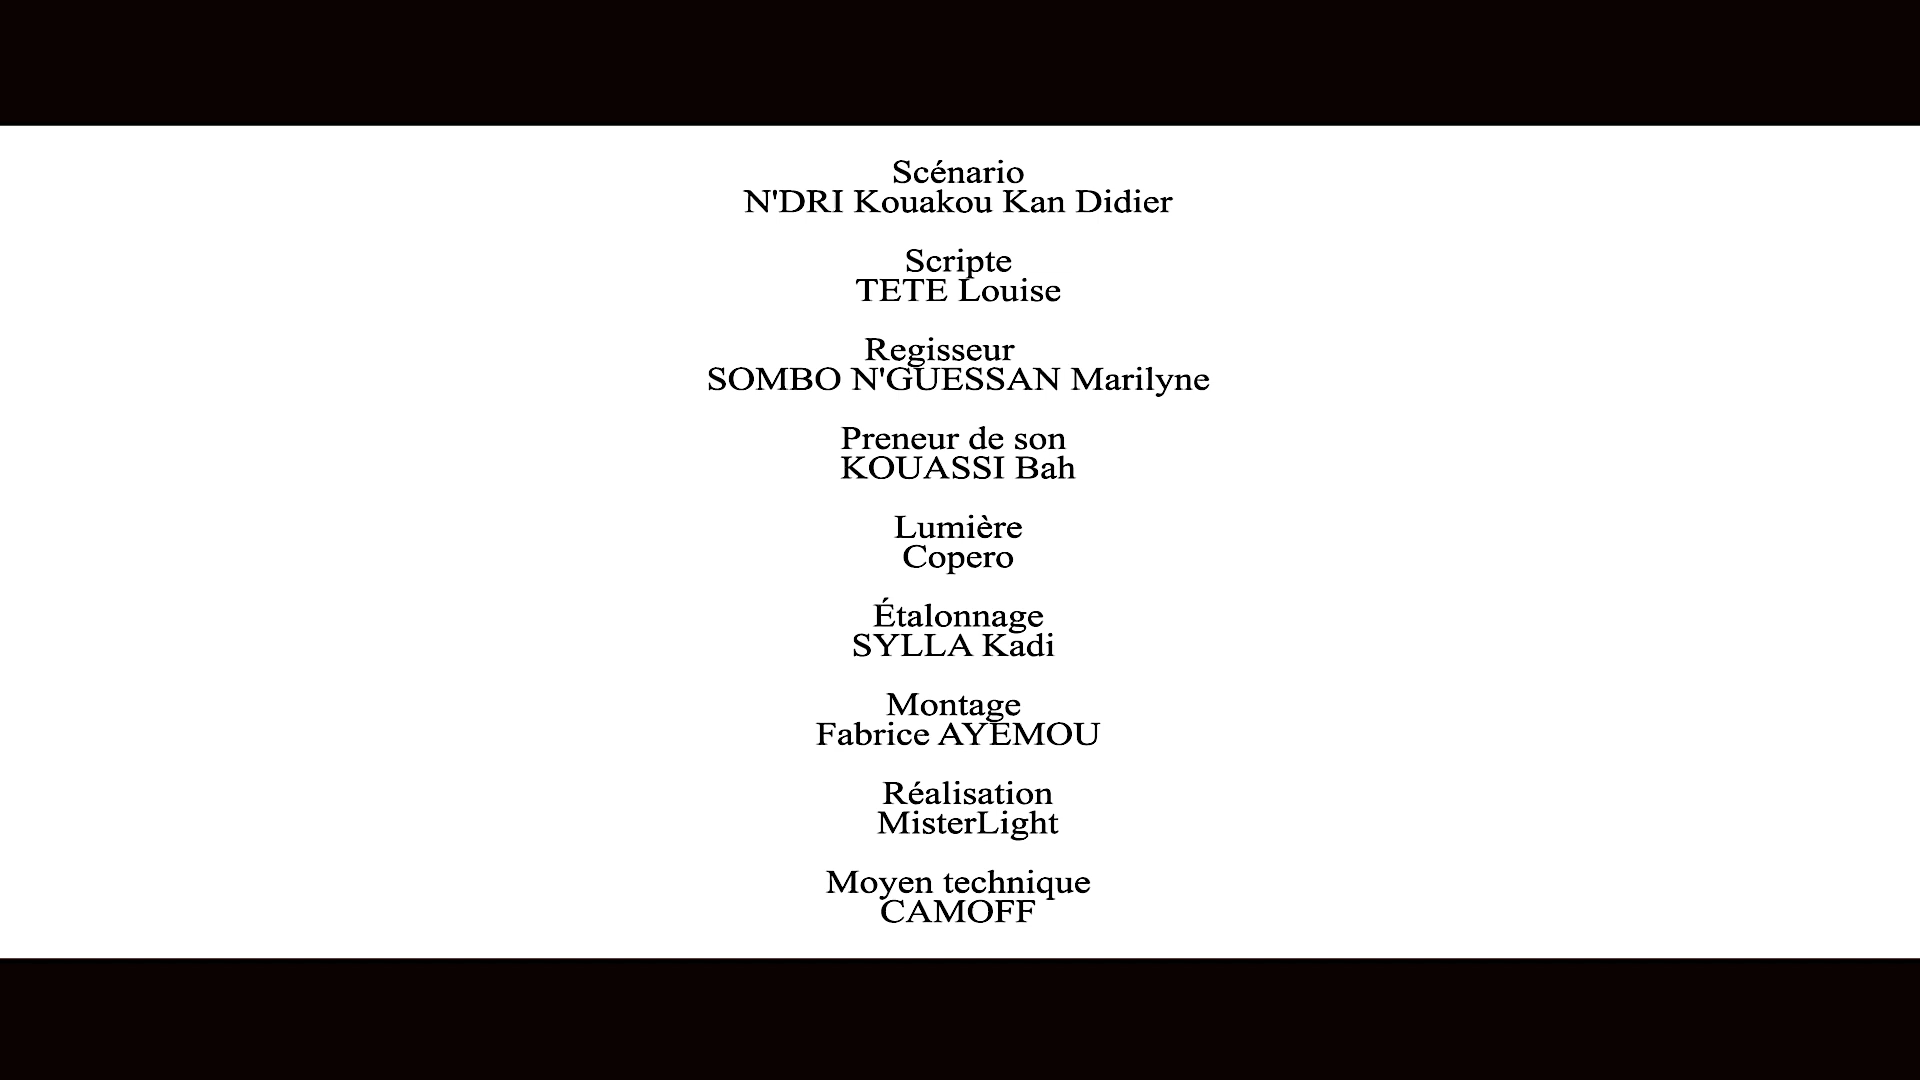 Scénario
N'DRI Kouakou Kan Didier
Scripte
TETE Louise
Regisseur
SOMBO N'GUESSAN Marilyne
Preneur de son
KOUASSI Bah
Lumière
Copero
Étalonnage
SYLLA Kadi
Montage
Fabrice AYEMOU
Réalisation
MisterLight
Moyen technique
CAMOFF